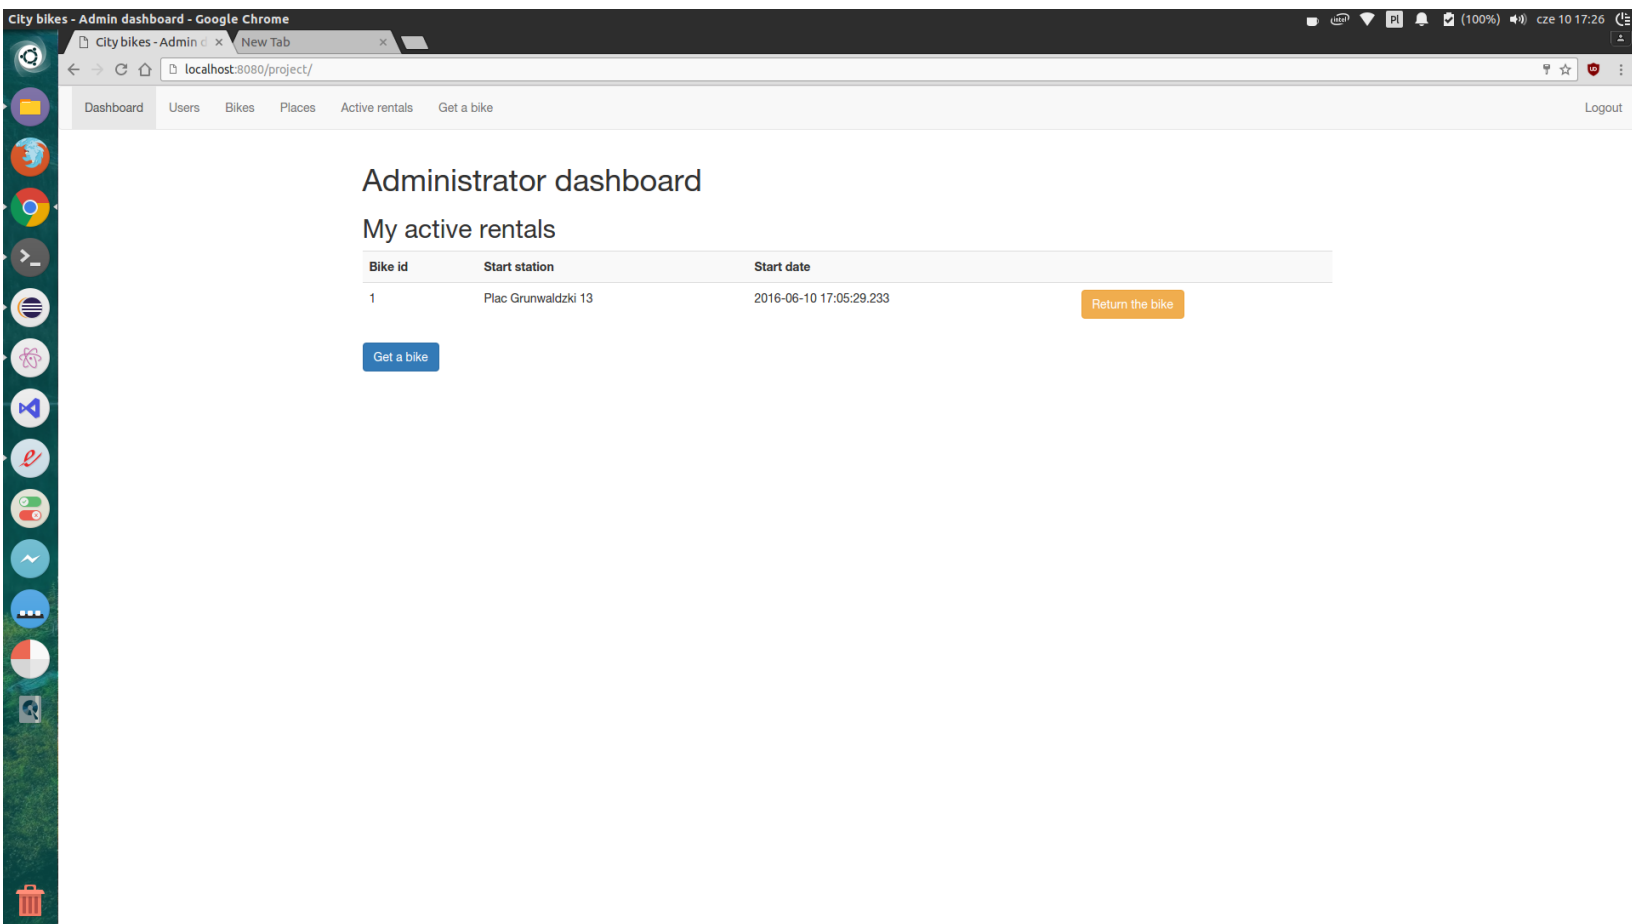 City bikes - Admin dashboard - Google Chrome
(intel) Pl (100%) cze 10 17:26
City bikes - Admin d
New Tab
localhost:8080/project/
Dashboard Users Bikes Places Active rentals Get a bike Logout
Administrator dashboard
My active rentals
Bike id Start station Start date
1 Plac Grunwaldzki 13 2016-06-10 17:05:29.233 Return the bike
Get a bike